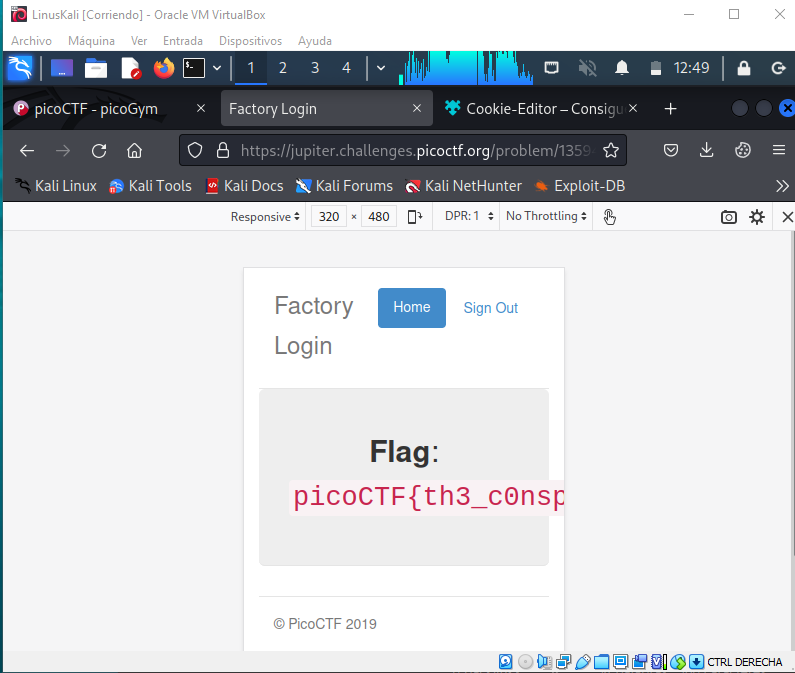 LinusKali [Corriendo] - Oracle VM VirtualBox
Archivo Máquina Ver Entrada Dispositivos Ayuda
1 2 3 4 12:49
picoCTF - picoGym Factory Login Cookie-Editor – Consigu
https://jupiter.challenges.picoctf.org/problem/1359
Kali Linux Kali Tools Kali Docs Kali Forums Kali NetHunter Exploit-DB
Responsive 320 × 480 DPR: 1 No Throttling
Factory Login
Home Sign Out
Flag:
picoCTF{th3_c0nsp
© PicoCTF 2019
CTRL DERECHA